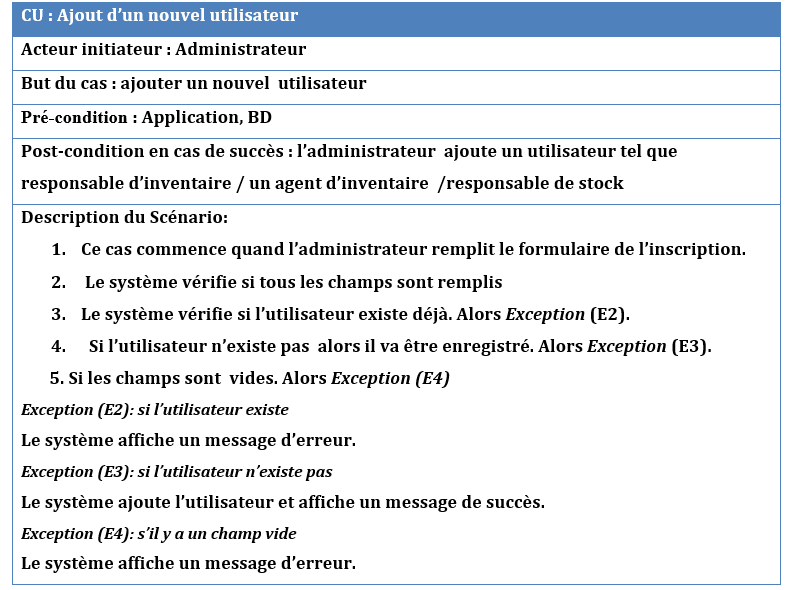 CU : Ajout d’un nouvel utilisateur
Acteur initiateur : Administrateur
But du cas : ajouter un nouvel utilisateur
Pré-condition : Application, BD
Post-condition en cas de succès : l’administrateur ajoute un utilisateur tel que
responsable d’inventaire / un agent d’inventaire /responsable de stock
Description du Scénario:
1. Ce cas commence quand l’administrateur remplit le formulaire de l’inscription.
2. Le système vérifie si tous les champs sont remplis
3. Le système vérifie si l’utilisateur existe déjà. Alors Exception (E2).
4. Si l’utilisateur n’existe pas alors il va être enregistré. Alors Exception (E3).
5. Si les champs sont vides. Alors Exception (E4)
Exception (E2): si l’utilisateur existe
Le système affiche un message d’erreur.
Exception (E3): si l’utilisateur n’existe pas
Le système ajoute l’utilisateur et affiche un message de succès.
Exception (E4): s’il y a un champ vide
Le système affiche un message d’erreur.